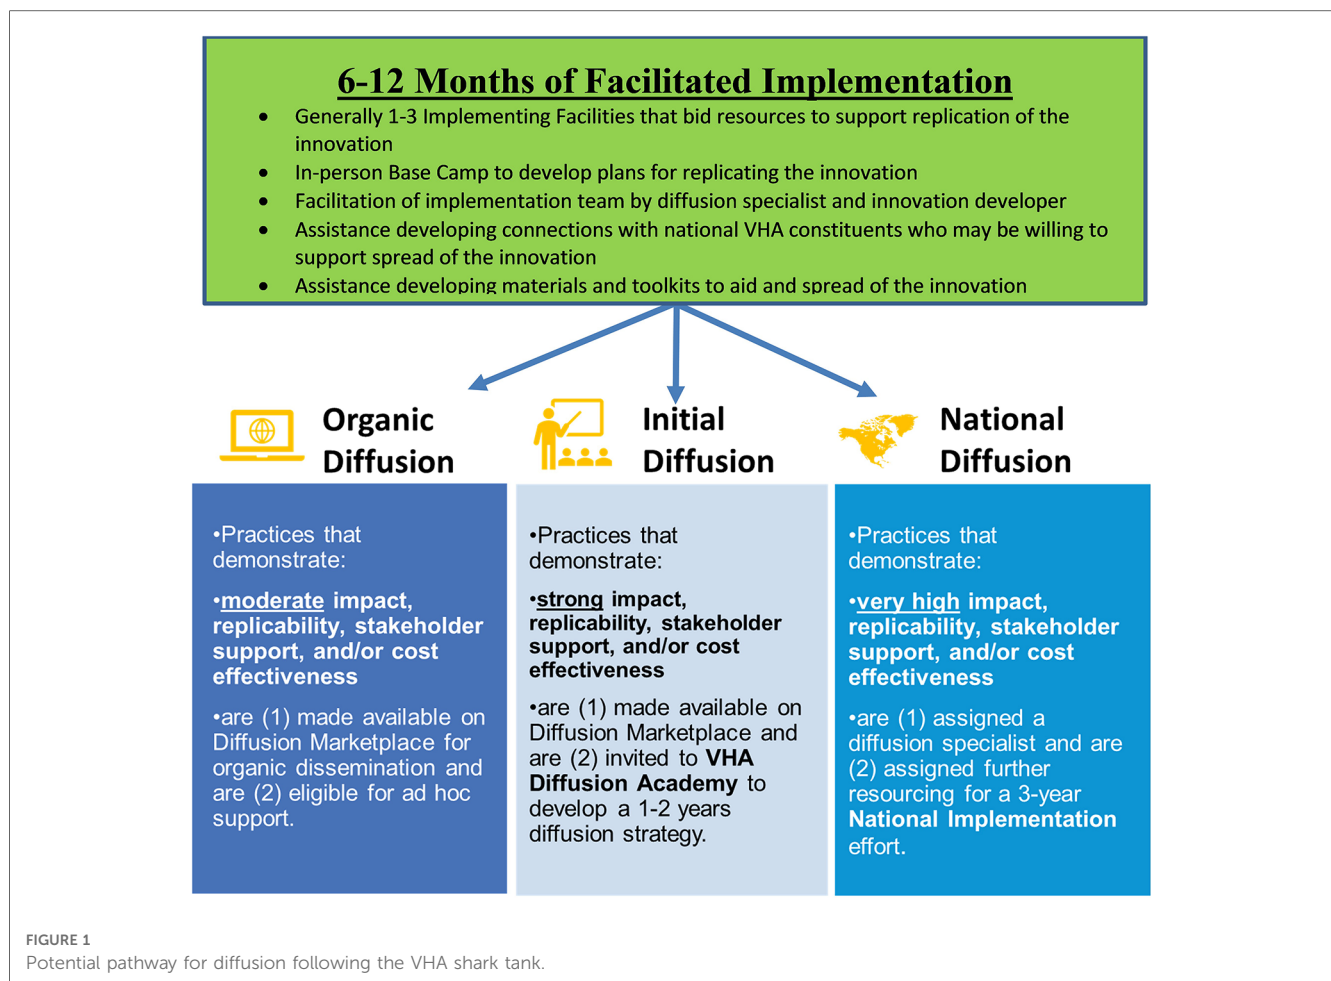 6-12 Months of Facilitated Implementation
• Generally 1-3 Implementing Facilities that bid resources to support replication of the
innovation
• In-person Base Camp to develop plans for replicating the innovation
• Facilitation of implementation team by diffusion specialist and innovation developer
• Assistance developing connections with national VHA constituents who may be willing to
support spread of the innovation
• Assistance developing materials and toolkits to aid and spread of the innovation
Organic
Diffusion
•Practices that
demonstrate:
•moderate impact,
replicability, stakeholder
support, and/or cost
effectiveness
•are (1) made available on
Diffusion Marketplace for
organic dissemination and
are (2) eligible for ad hoc
support.
Initial
Diffusion
•Practices that
demonstrate:
•strong impact,
replicability, stakeholder
support, and/or cost
effectiveness
•are (1) made available on
Diffusion Marketplace and
are (2) invited to VHA
Diffusion Academy to
develop a 1-2 years
diffusion strategy.
National
Diffusion
•Practices that
demonstrate:
•very high impact,
replicability, stakeholder
support, and/or cost
effectiveness
•are (1) assigned a
diffusion specialist and are
(2) assigned further
resourcing for a 3-year
National Implementation
effort.
FIGURE 1
Potential pathway for diffusion following the VHA shark tank.